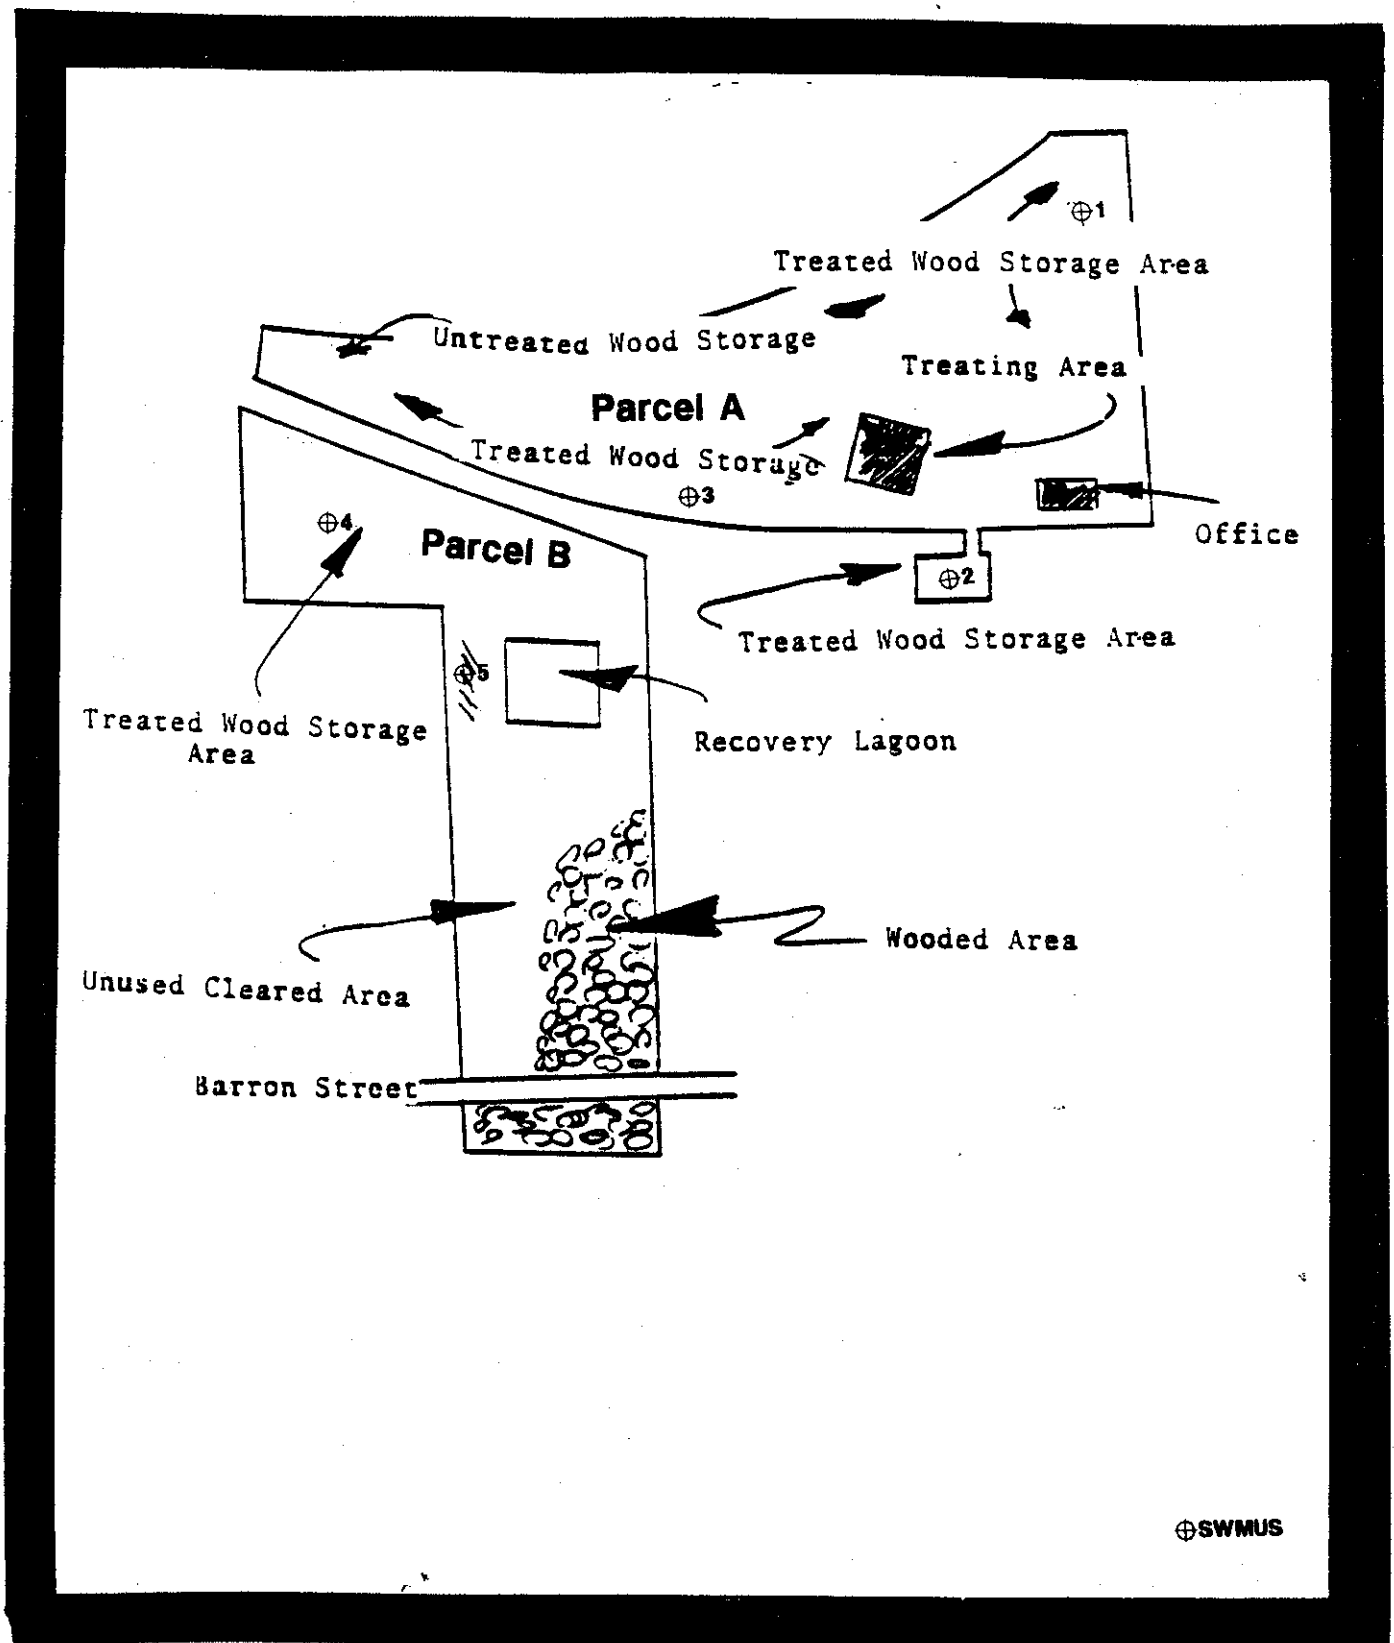 ⊕1
Treated Wood Storage Area
Untreated Wood Storage
Treating Area
Parcel A
Treated Wood Storage
⊕3
⊕4
Office
Parcel B
⊕2
Treated Wood Storage Area
⊕5
Treated Wood Storage
Area
Recovery Lagoon
Wooded Area
Unused Cleared Area
Barron Street
⊕SWMUS